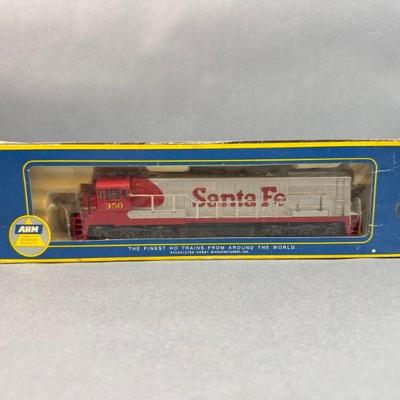 350
Santa Fe
AHM
THE FINEST HO TRAINS FROM AROUND THE WORLD.
ASSOCIATED HOBBY MANUFACTURERS, INC.